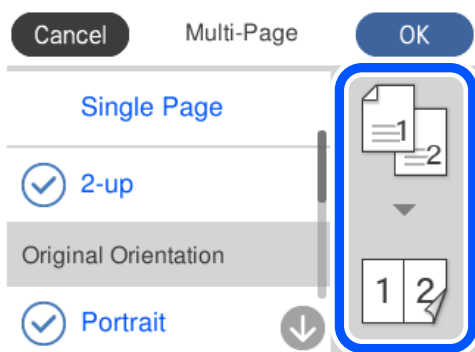 Cancel Multi-Page OK
Single Page
2-up
Original Orientation
Portrait
1
2
1 2